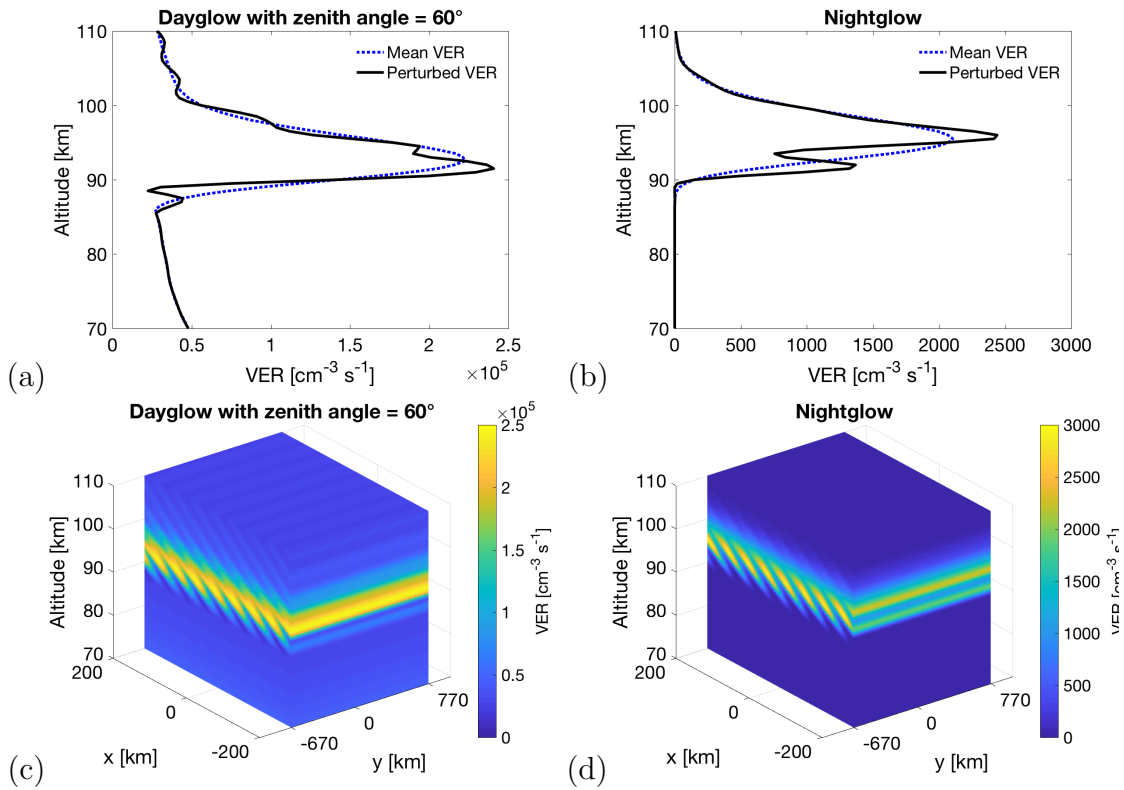 Dayglow with zenith angle = 60°
110
100
90
80
70
Altitude [km]
Mean VER
Perturbed VER
0 0.5 1 1.5 2 2.5
VER [cm-3 s-1]
×10^5
(a)
Nightglow
110
100
90
80
70
Altitude [km]
Mean VER
Perturbed VER
0 500 1000 1500 2000 2500 3000
VER [cm-3 s-1]
(b)
Dayglow with zenith angle = 60°
110
100
90
80
70
Altitude [km]
200
0
-200
x [km]
-670
0
770
y [km]
×10^5
2.5
2
1.5
1
0.5
0
VER [cm-3 s-1]
(c)
Nightglow
110
100
90
80
70
Altitude [km]
200
0
-200
x [km]
-670
0
770
y [km]
3000
2500
2000
1500
1000
500
0
VER [cm-3 s-1]
(d)